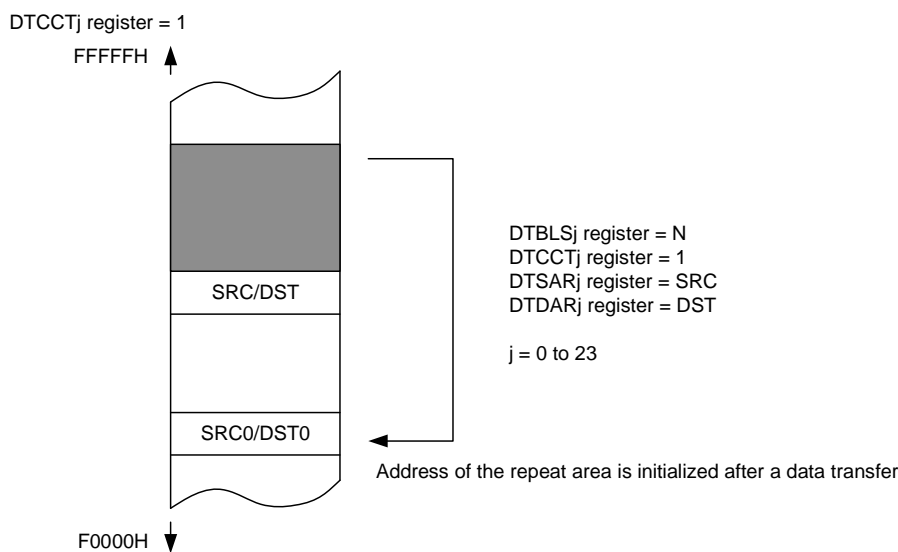 DTCCTj register = 1
FFFFFH
SRC/DST
DTBLSj register = N
DTCCTj register = 1
DTSARj register = SRC
DTDARj register = DST
j = 0 to 23
SRC0/DST0
Address of the repeat area is initialized after a data transfer
F0000H